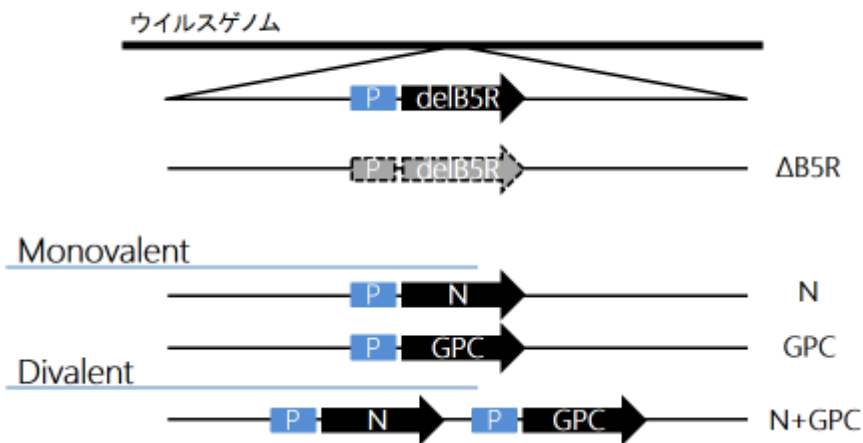 ウイルスゲノム
P delB5R
P delB5R ΔB5R
Monovalent
P N N
P GPC GPC
Divalent
P N P GPC N+GPC